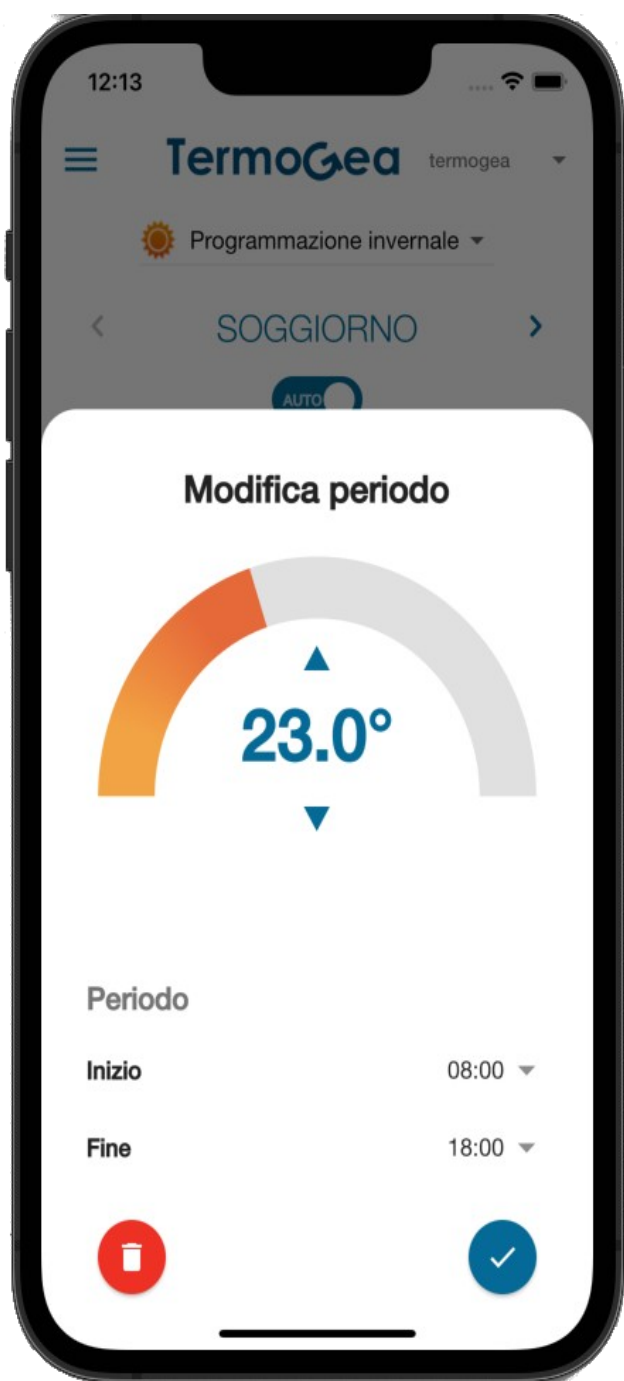 12:13
TermoGea termogea
Programmazione invernale
SOGGIORNO
AUTO
Modifica periodo
23.0°
Periodo
Inizio 08:00
Fine 18:00